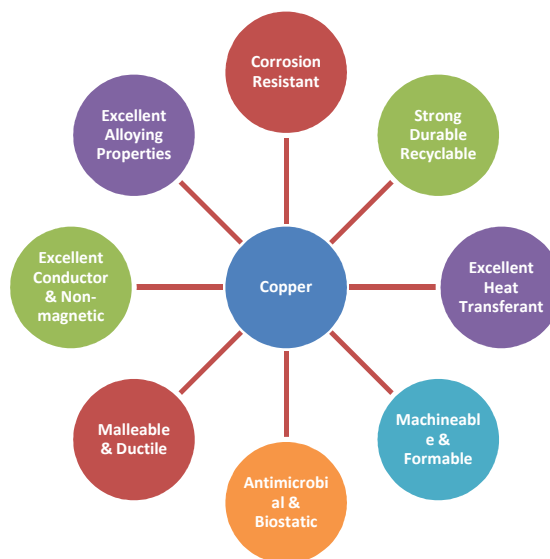 Corrosion
Resistant
Strong
Durable
Recyclable
Excellent
Heat
Transferant
Machineabl
e &
Formable
Antimicrobi
al &
Biostatic
Malleable
& Ductile
Excellent
Conductor
& Non-
magnetic
Excellent
Alloying
Properties
Copper